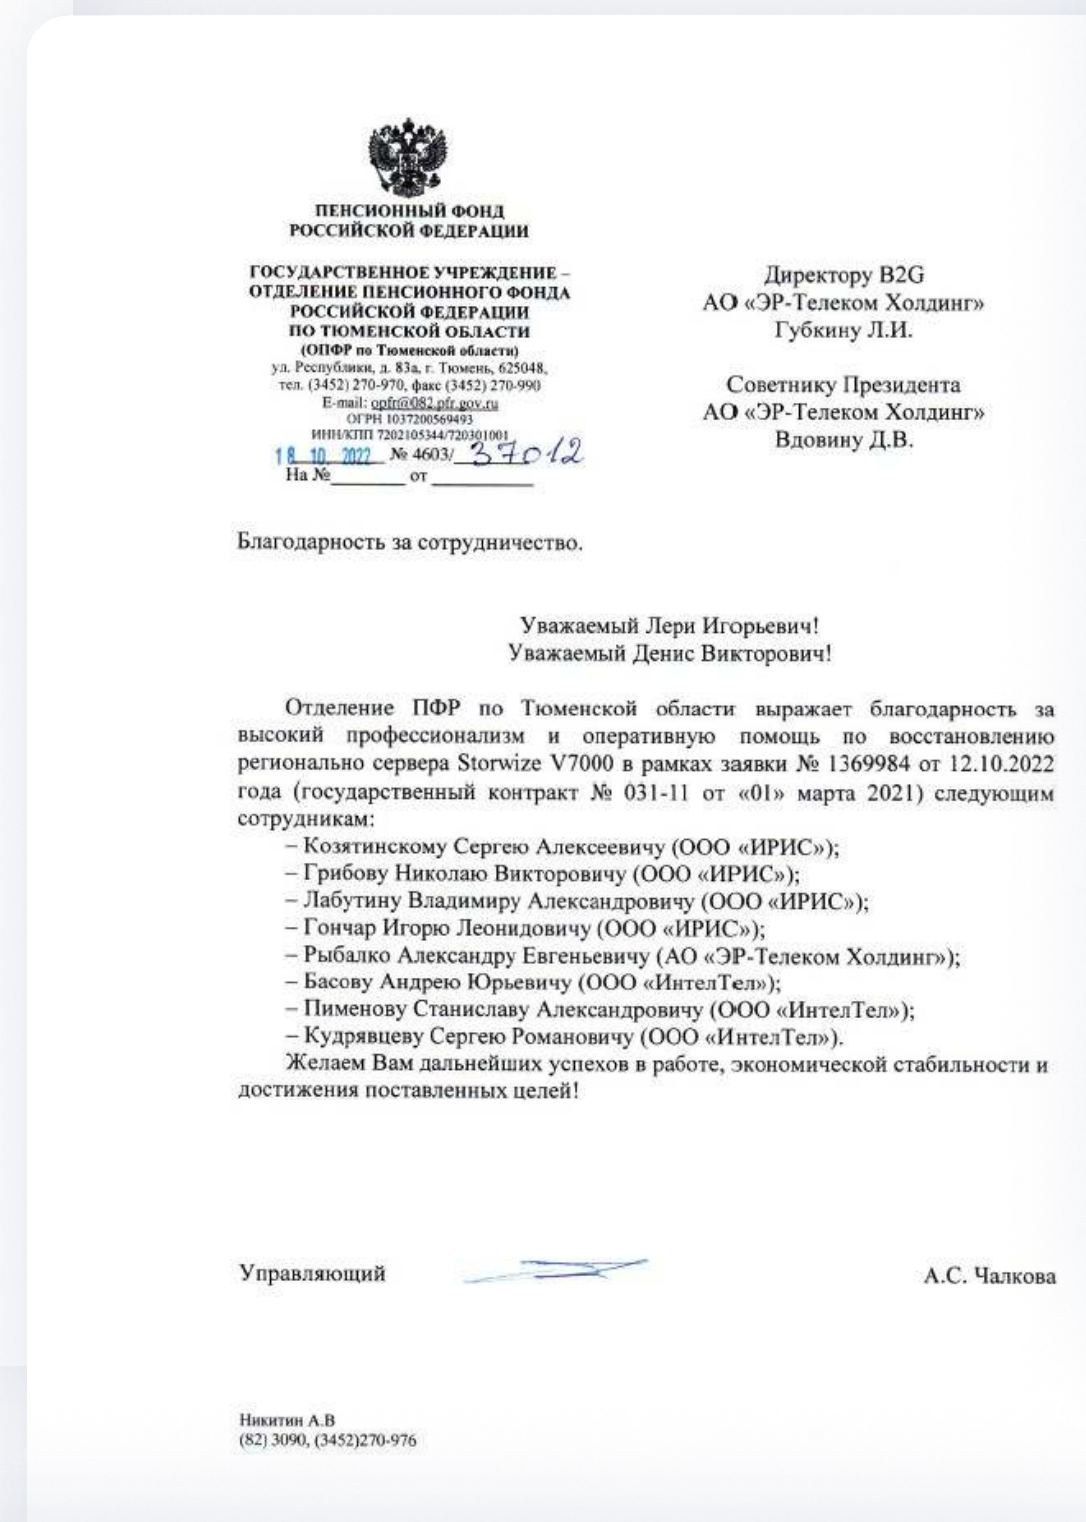 ПЕНСИОННЫЙ ФОНД
РОССИЙСКОЙ ФЕДЕРАЦИИ
ГОСУДАРСТВЕННОЕ УЧРЕЖДЕНИЕ –
ОТДЕЛЕНИЕ ПЕНСИОННОГО ФОНДА
РОССИЙСКОЙ ФЕДЕРАЦИИ
ПО ТЮМЕНСКОЙ ОБЛАСТИ
(ОПФР по Тюменской области)
ул. Республики, д. 83а, г. Тюмень, 625048,
тел. (3452) 270-970, факс (3452) 270-990
E-mail: opfr@082.pfr.gov.ru
ОГРН 1037200569493
ИНН/КПП 7202105344/720301001
18. 10. 2022 № 4603/ 37012
На №________ от __________
Директору B2G
АО «ЭР-Телеком Холдинг»
Губкину Л.И.
Советнику Президента
АО «ЭР-Телеком Холдинг»
Вдовину Д.В.
Благодарность за сотрудничество.
Уважаемый Лери Игорьевич!
Уважаемый Денис Викторович!
Отделение ПФР по Тюменской области выражает благодарность за
высокий профессионализм и оперативную помощь по восстановлению
регионально сервера Storwize V7000 в рамках заявки № 1369984 от 12.10.2022
года (государственный контракт № 031-11 от «01» марта 2021) следующим
сотрудникам:
– Козятинскому Сергею Алексеевичу (ООО «ИРИС»);
– Грибову Николаю Викторовичу (ООО «ИРИС»);
– Лабутину Владимиру Александровичу (ООО «ИРИС»);
– Гончар Игорю Леонидовичу (ООО «ИРИС»);
– Рыбалко Александру Евгеньевичу (АО «ЭР-Телеком Холдинг»);
– Басову Андрею Юрьевичу (ООО «ИнтелТел»);
– Пименову Станиславу Александровичу (ООО «ИнтелТел»);
– Кудрявцеву Сергею Романовичу (ООО «ИнтелТел»).
Желаем Вам дальнейших успехов в работе, экономической стабильности и
достижения поставленных целей!
Управляющий А.С. Чалкова
Никитин А.В
(82) 3090, (3452)270-976